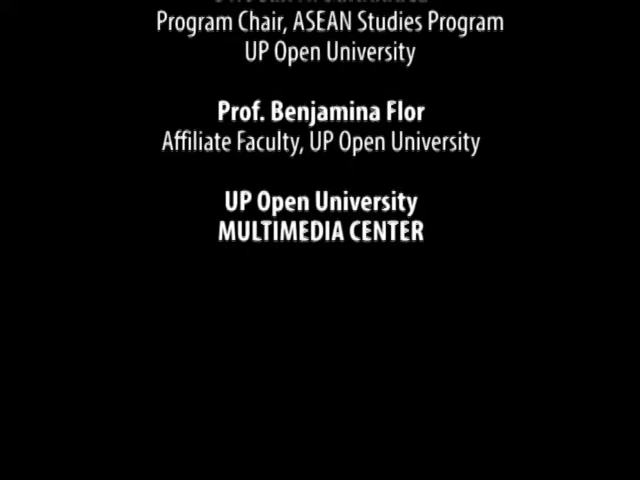 Program Chair, ASEAN Studies Program
UP Open University
Prof. Benjamina Flor
Affiliate Faculty, UP Open University
UP Open University
MULTIMEDIA CENTER